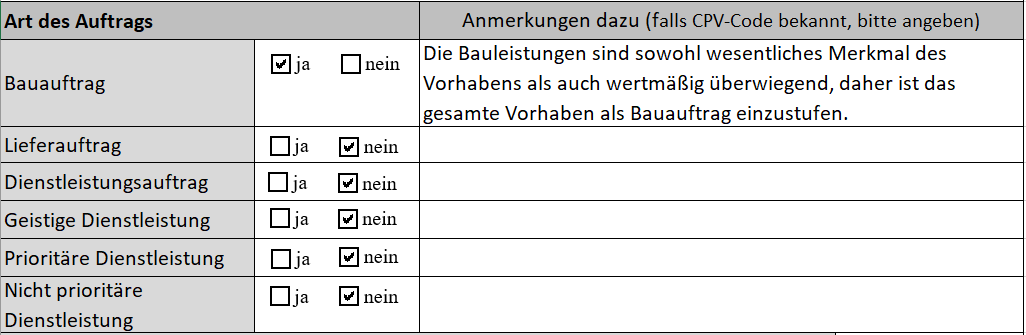 Art des Auftrags Anmerkungen dazu (falls CPV-Code bekannt, bitte angeben)
Bauauftrag ja nein Die Bauleistungen sind sowohl wesentliches Merkmal des
Vorhabens als auch wertmäßig überwiegend, daher ist das
gesamte Vorhaben als Bauauftrag einzustufen.
Lieferauftrag ja nein
Dienstleistungsauftrag ja nein
Geistige Dienstleistung ja nein
Prioritäre Dienstleistung ja nein
Nicht prioritäre
Dienstleistung ja nein